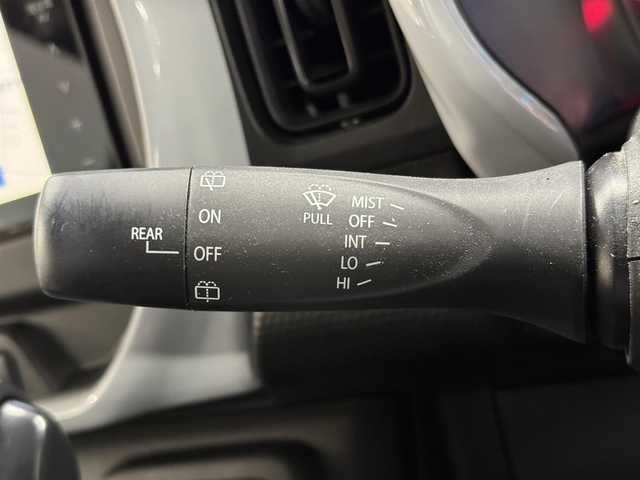 ON
REAR
OFF
PULL
MIST
OFF
INT
LO
HI